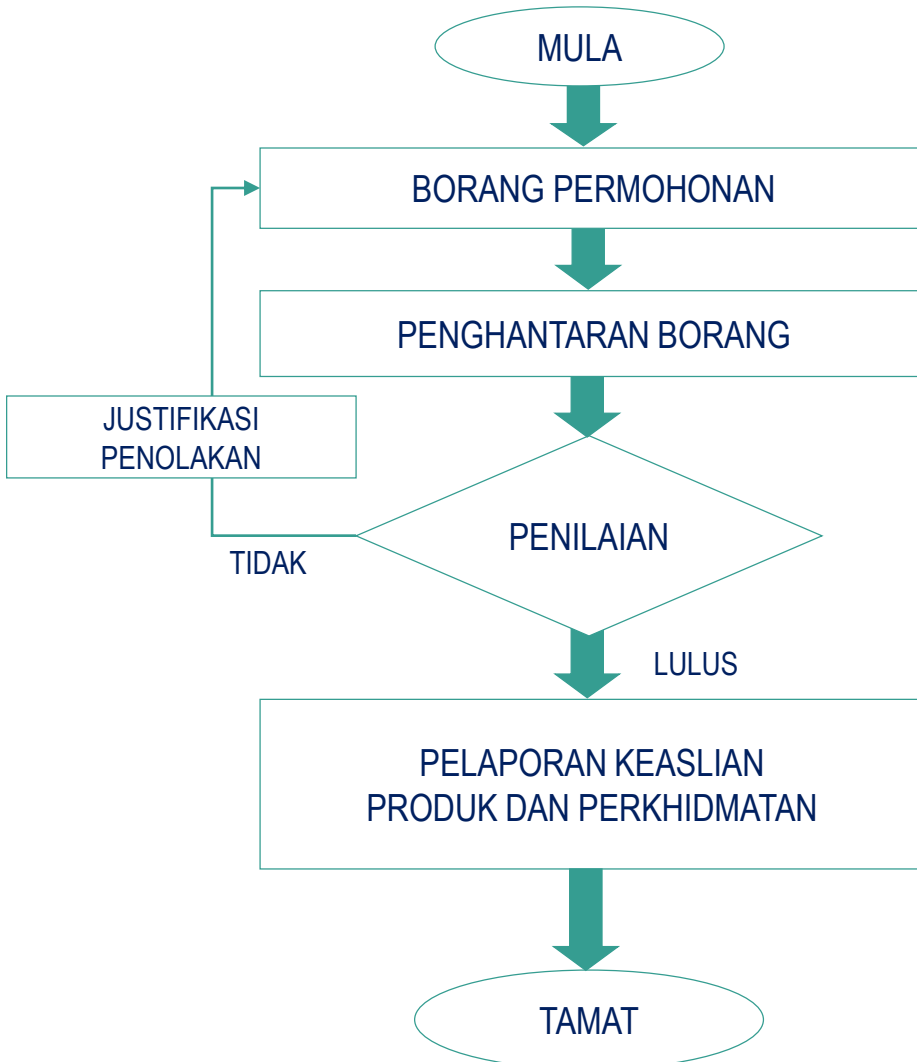 MULA
BORANG PERMOHONAN
PENGHANTARAN BORANG
JUSTIFIKASI
PENOLAKAN
PENILAIAN
TIDAK
LULUS
PELAPORAN KEASLIAN
PRODUK DAN PERKHIDMATAN
TAMAT